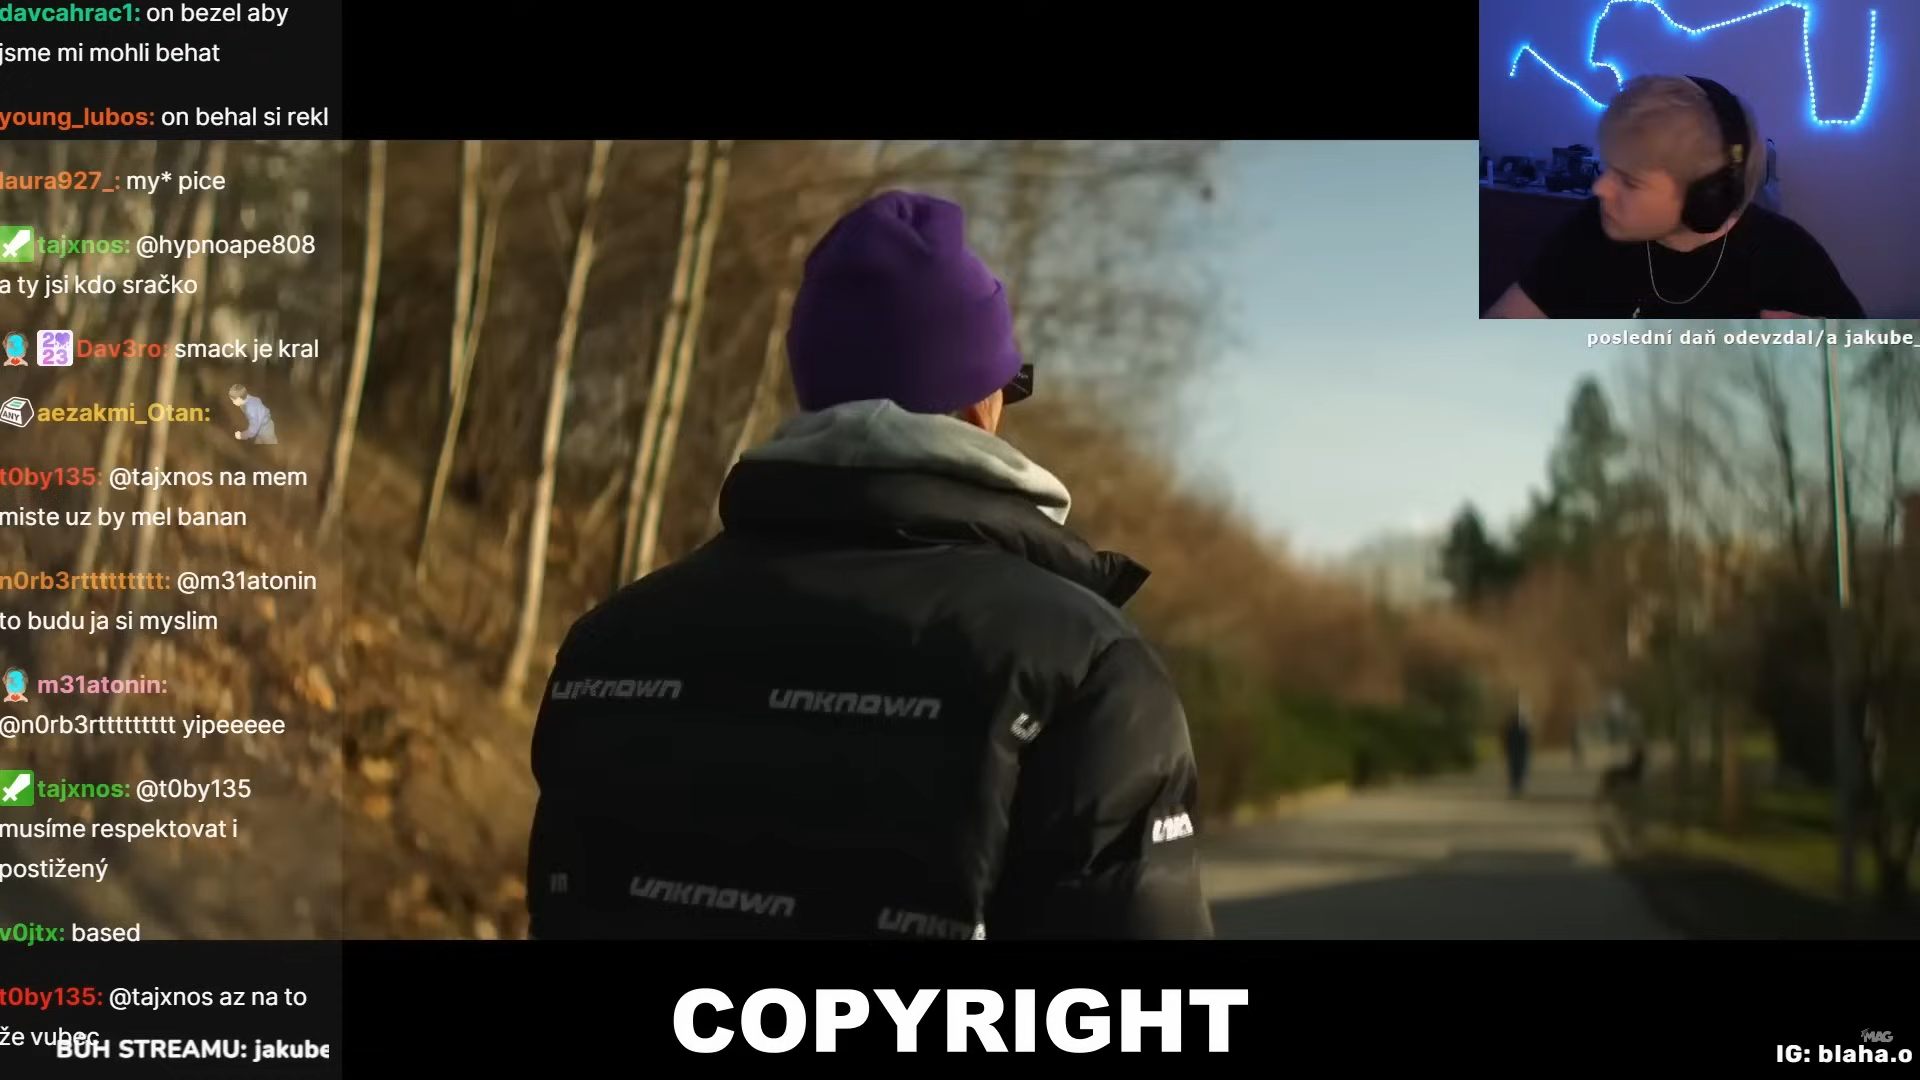 davcahrac1: on bezel aby
jsme mi mohli behat
young_lubos: on behal si rekl
laura927_: my* pice
tajxnos: @hypnoape808
a ty jsi kdo sračko
2023 Dav3ro: smack je kral
ANY aezakmi_Otan:
t0by135: @tajxnos na mem
miste uz by mel banan
n0rb3rttttttttt: @m31atonin
to budu ja si myslim
m31atonin:
@n0rb3rttttttttt yipeeeee
tajxnos: @t0by135
musíme respektovat i
postižený
v0jtx: based
t0by135: @tajxnos az na to
že vubec
BŮH STREAMU: jakube
poslední daň odevzdal/a jakube_
unknown unknown
unknown
COPYRIGHT
MAG
IG: blaha.o